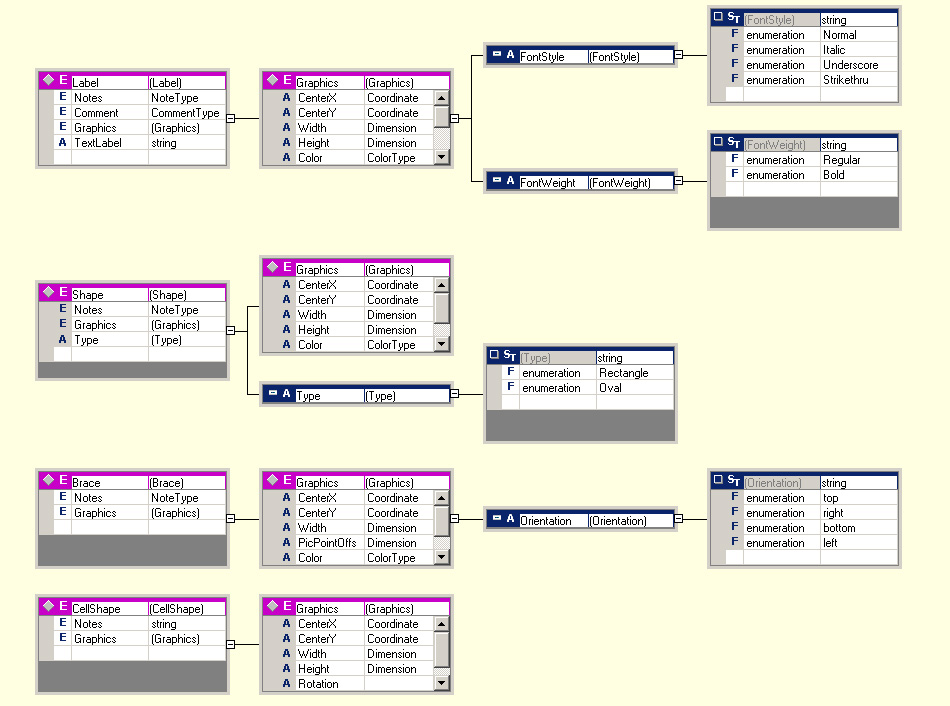 E Label (Label)
E Notes NoteType
E Comment CommentType
E Graphics (Graphics)
A TextLabel string
E Graphics (Graphics)
A CenterX Coordinate
A CenterY Coordinate
A Width Dimension
A Height Dimension
A Color ColorType
A FontStyle (FontStyle)
ST (FontStyle) string
F enumeration Normal
F enumeration Italic
F enumeration Underscore
F enumeration Strikethru
A FontWeight (FontWeight)
ST (FontWeight) string
F enumeration Regular
F enumeration Bold
E Shape (Shape)
E Notes NoteType
E Graphics (Graphics)
A Type (Type)
E Graphics (Graphics)
A CenterX Coordinate
A CenterY Coordinate
A Width Dimension
A Height Dimension
A Color ColorType
A Type (Type)
ST (Type) string
F enumeration Rectangle
F enumeration Oval
E Brace (Brace)
E Notes NoteType
E Graphics (Graphics)
E Graphics (Graphics)
A CenterX Coordinate
A CenterY Coordinate
A Width Dimension
A PicPointOffs Dimension
A Color ColorType
A Orientation (Orientation)
ST (Orientation) string
F enumeration top
F enumeration right
F enumeration bottom
F enumeration left
E CellShape (CellShape)
E Notes string
E Graphics (Graphics)
E Graphics (Graphics)
A CenterX Coordinate
A CenterY Coordinate
A Width Dimension
A Height Dimension
A Rotation